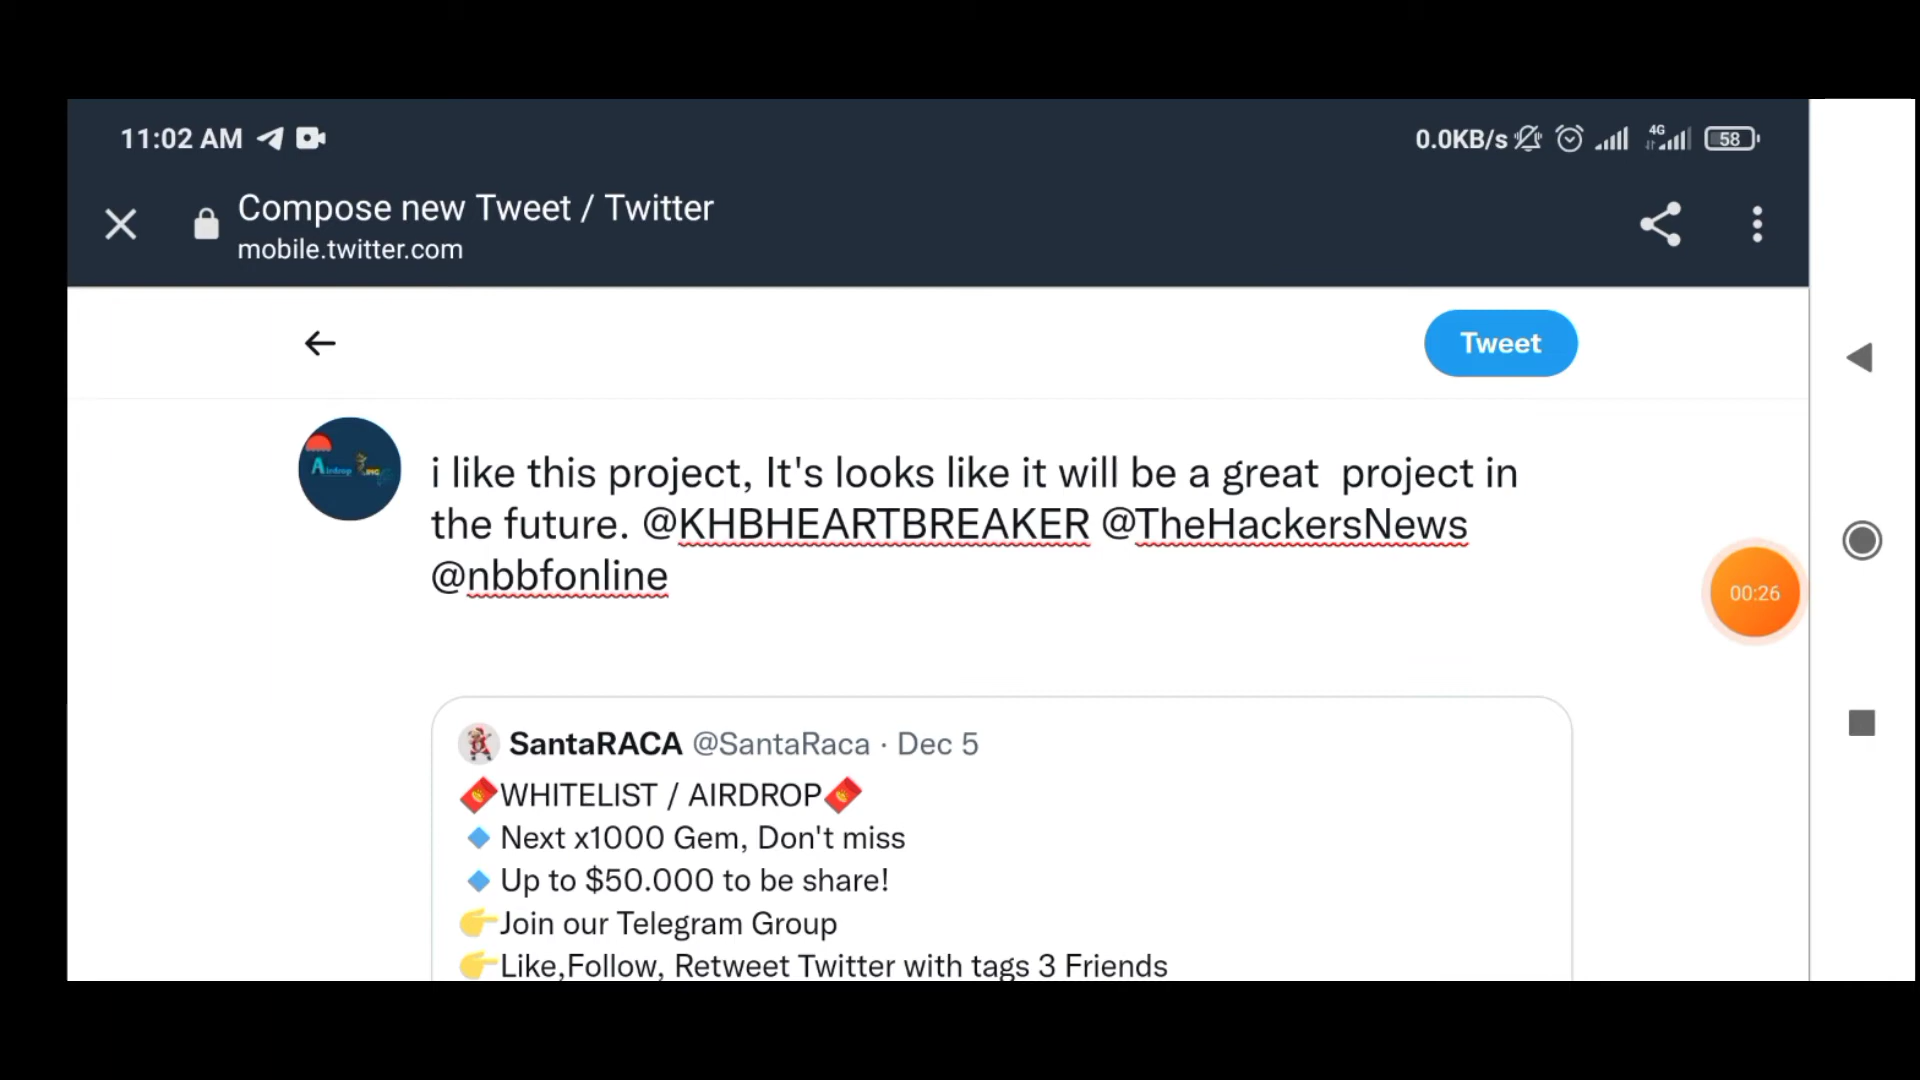 11:02 AM
0.0KB/s 4G 58
Compose new Tweet / Twitter
mobile.twitter.com
Tweet
Airdrop
i like this project, It's looks like it will be a great  project in
the future. @KHBHEARTBREAKER @TheHackersNews
@nbbfonline
00:26
SantaRACA @SantaRaca · Dec 5
🧧WHITELIST / AIRDROP🧧
🔹Next x1000 Gem, Don't miss
🔹Up to $50.000 to be share!
👉Join our Telegram Group
👉Like,Follow, Retweet Twitter with tags 3 Friends